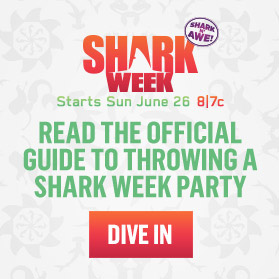 SHARK
WEEK
SHARK
AWE!
Starts Sun June 26 8|7c
READ THE OFFICIAL
GUIDE TO THROWING A
SHARK WEEK PARTY
DIVE IN